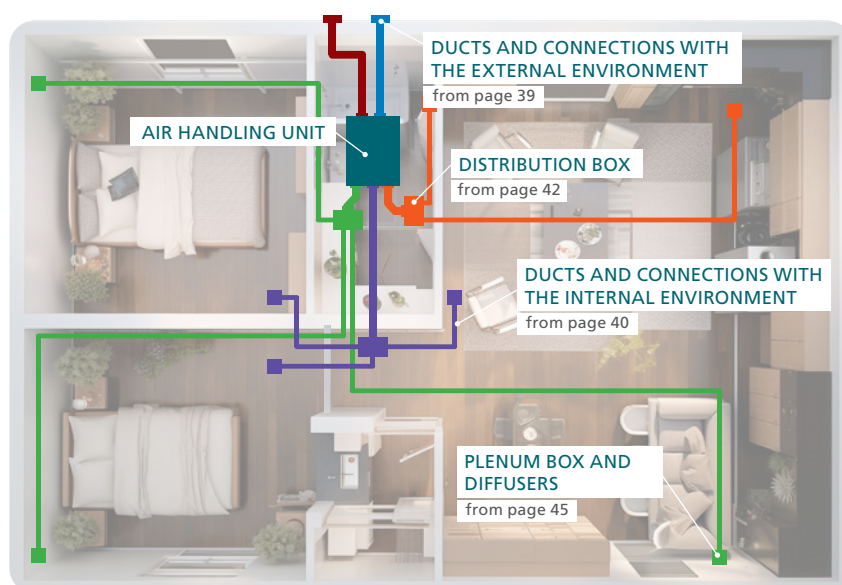 DUCTS AND CONNECTIONS WITH
THE EXTERNAL ENVIRONMENT
from page 39
AIR HANDLING UNIT
DISTRIBUTION BOX
from page 42
DUCTS AND CONNECTIONS WITH
THE INTERNAL ENVIRONMENT
from page 40
PLENUM BOX AND
DIFFUSERS
from page 45